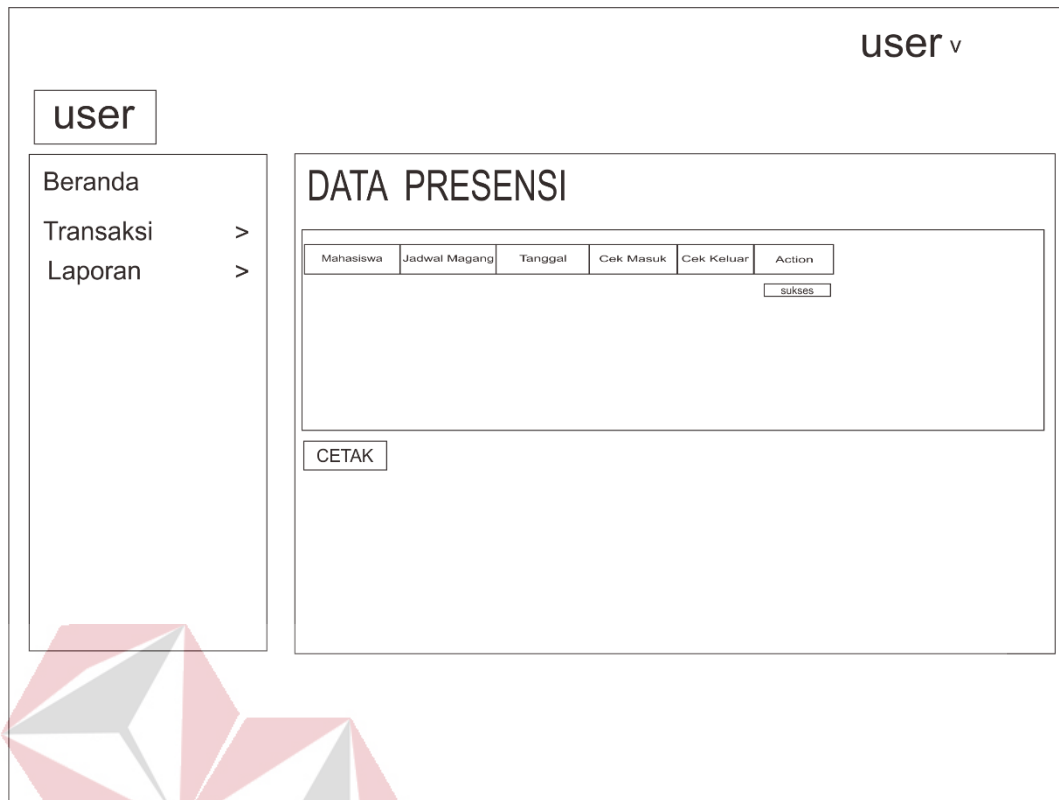 user v
user
Beranda
Transaksi >
Laporan >
DATA PRESENSI
Mahasiswa Jadwal Magang Tanggal Cek Masuk Cek Keluar Action
sukses
CETAK